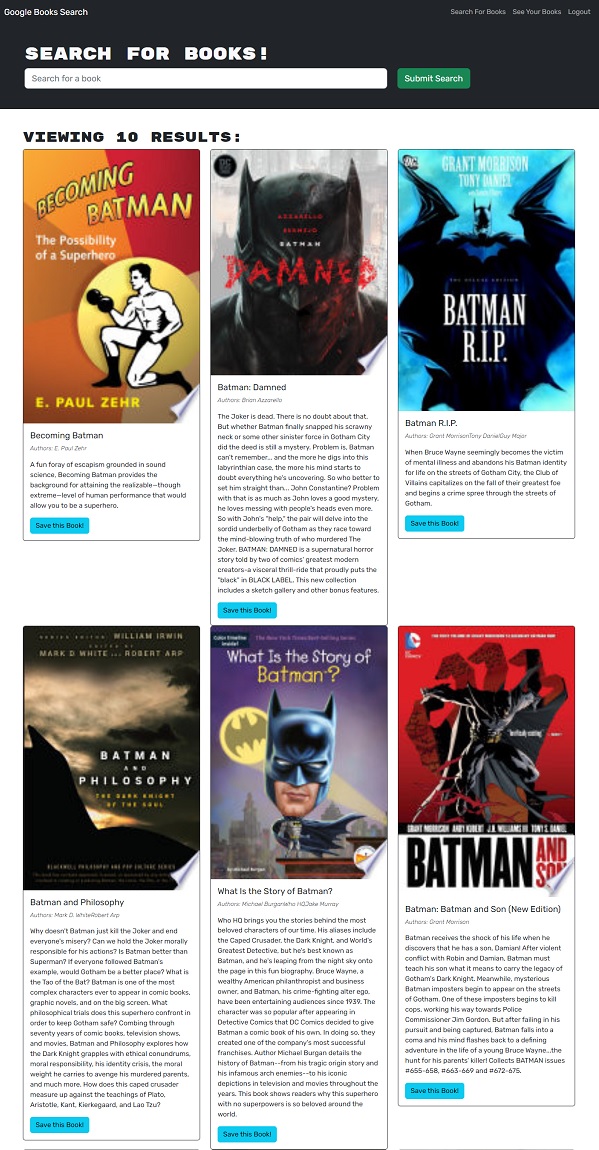 Google Books Search
Search For Books
See Your Books
Logout
SEARCH FOR BOOKS!
Search for a book
Submit Search
VIEWING 10 RESULTS:
BECOMING
BATMAN
The Possibility
of a Superhero
E. PAUL ZEHR
Becoming Batman
Authors: E. Paul Zehr
A fun foray of escapism grounded in sound
science, Becoming Batman provides the
background for attaining the realizable—though
extreme—level of human performance that would
allow you to be a superhero.
Save this Book!
DC
AZZARELLO
BERMEJO
BATMAN
DAMNED
Batman: Damned
Authors: Brian Azzarello
The Joker is dead. There is no doubt about that.
But whether Batman finally snapped his scrawny
neck or some other sinister force in Gotham City
did the deed is still a mystery. Problem is, Batman
can't remember... and the more he digs into this
labyrinthian case, the more his mind starts to
doubt everything he's uncovering. So who better to
set him straight than... John Constantine? Problem
with that is as much as John loves a good mystery,
he loves messing with people's heads even more.
So with John's "help," the pair will delve into the
sordid underbelly of Gotham as they race toward
the mind-blowing truth of who murdered The
Joker. BATMAN: DAMNED is a supernatural horror
story told by two of comics' greatest modern
creators-a visceral thrill-ride that proudly puts the
"black" in BLACK LABEL. This new collection
includes a sketch gallery and other bonus features.
Save this Book!
GRANT MORRISON
TONY DANIEL
THE DELUXE EDITION
BATMAN
R.I.P.
Batman R.I.P.
Authors: Grant MorrisonTony DanielGuy Major
When Bruce Wayne seemingly becomes the victim
of mental illness and abandons his Batman identity
for life on the streets of Gotham City, the Club of
Villains capitalizes on the fall of their greatest foe
and begins a crime spree through the streets of
Gotham.
Save this Book!
SERIES EDITOR WILLIAM IRWIN
EDITED BY
MARK D. WHITE AND ROBERT ARP
BATMAN
AND
PHILOSOPHY
THE DARK KNIGHT
OF THE SOUL
BLACKWELL PHILOSOPHY AND POP CULTURE SERIES
Batman and Philosophy
Authors: Mark D. WhiteRobert Arp
Why doesn't Batman just kill the Joker and end
everyone's misery? Can we hold the Joker morally
responsible for his actions? Is Batman better than
Superman? If everyone followed Batman's
example, would Gotham be a better place? What is
the Tao of the Bat? Batman is one of the most
complex characters ever to appear in comic books,
graphic novels, and on the big screen. What
philosophical trials does this superhero confront in
order to keep Gotham safe? Combing through
seventy years of comic books, television shows,
and movies, Batman and Philosophy explores how
the Dark Knight grapples with ethical conundrums,
moral responsibility, his identity crisis, the moral
weight he carries to avenge his murdered parents,
and much more. How does this caped crusader
measure up against the teachings of Plato,
Aristotle, Kant, Kierkegaard, and Lao Tzu?
Save this Book!
Color timeline
inside!
The New York Times Best-Selling Series
What Is the Story of
Batman?
by Michael Burgan
What Is the Story of Batman?
Authors: Michael BurganWho HQJake Murray
Who HQ brings you the stories behind the most
beloved characters of our time. His aliases include
the Caped Crusader, the Dark Knight, and World's
Greatest Detective, but he's best known as
Batman, and he's leaping from the night sky onto
the page in this fun biography. Bruce Wayne, a
wealthy American philanthropist and business
owner, and Batman, his crime-fighting alter ego,
have been entertaining audiences since 1939. The
character was so popular after appearing in
Detective Comics that DC Comics decided to give
Batman a comic book of his own. In doing so, they
created one of the company's most successful
franchises. Author Michael Burgan details the
history of Batman--from his tragic origin story and
his infamous arch enemies--to his iconic
depictions in television and movies throughout the
years. This book shows readers why this superhero
with no superpowers is so beloved around the
world.
Save this Book!
DC
COMICS
GRANT MORRISON ANDY KUBERT J.H. WILLIAMS III TONY S. DANIEL
BATMAN
AND
SON
Batman: Batman and Son (New Edition)
Authors: Grant Morrison
Batman receives the shock of his life when he
discovers that he has a son, Damian! After violent
conflict with Robin and Damian, Batman must
teach his son what it means to carry the legacy of
Gotham's Dark Knight. Meanwhile, mysterious
Batman imposters begin to appear on the streets
of Gotham. One of these imposters begins to kill
cops, working his way towards Police
Commissioner Jim Gordon. But after failing in his
pursuit and being captured, Batman falls into a
coma and his mind flashes back to a defining
adventure in the life of a young Bruce Wayne...the
hunt for his parents' killer! Collects BATMAN issues
#655-658, #663-669 and #672-675.
Save this Book!